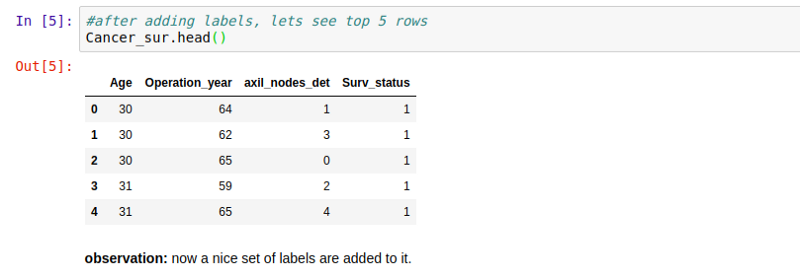 In [5]: #after adding labels, lets see top 5 rows
Cancer_sur.head()
Out[5]:
Age Operation_year axil_nodes_det Surv_status
0 30 64 1 1
1 30 62 3 1
2 30 65 0 1
3 31 59 2 1
4 31 65 4 1
observation: now a nice set of labels are added to it.